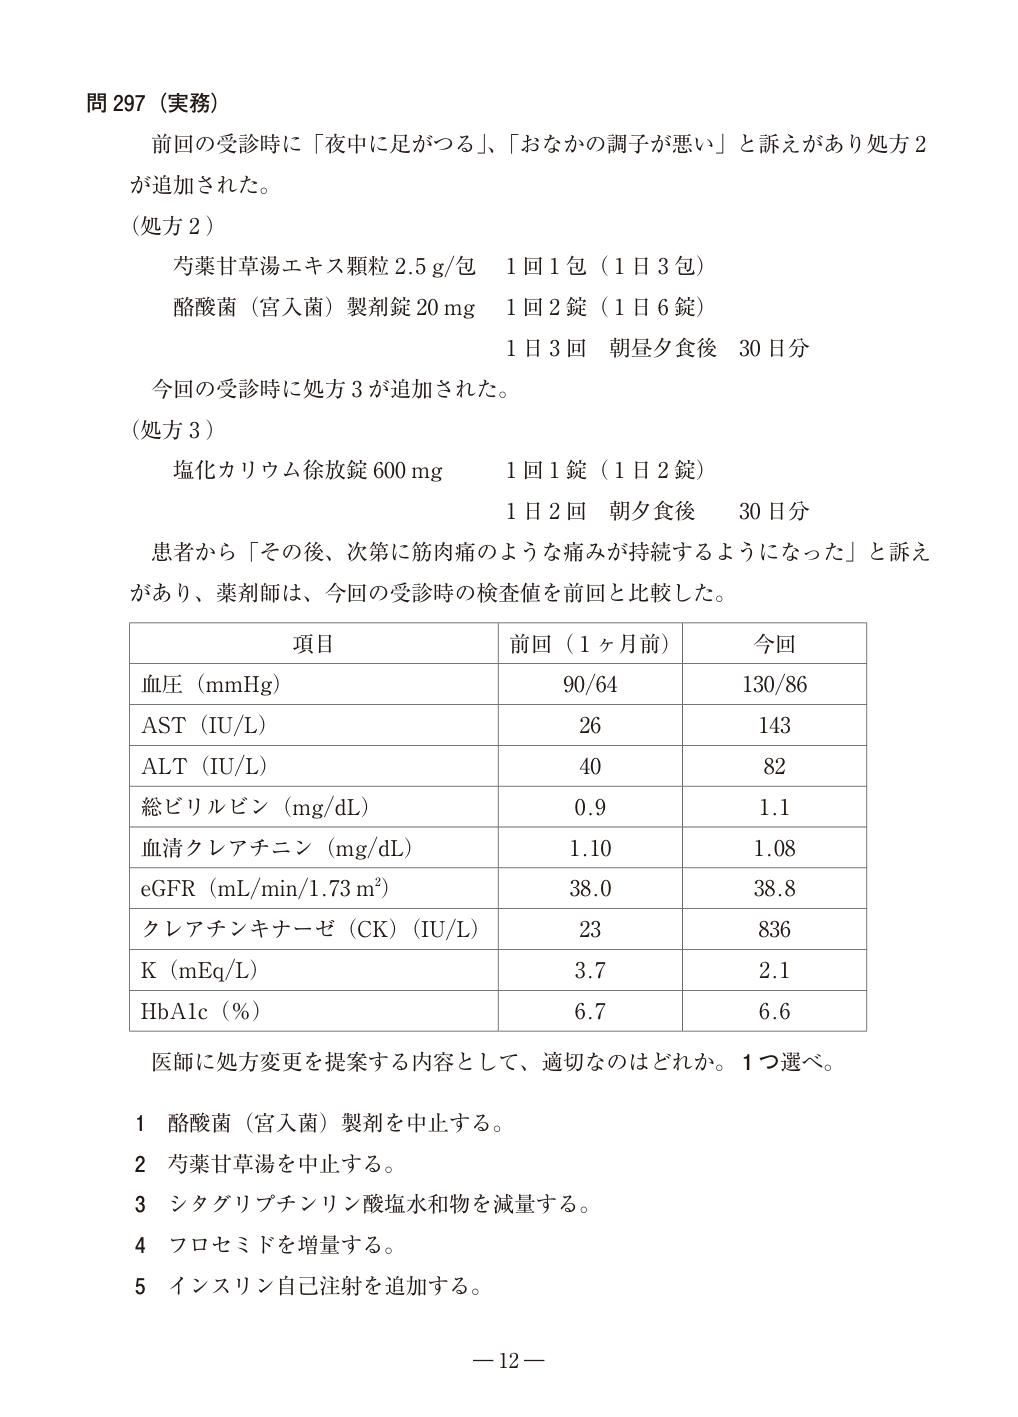 問 297（実務）
前回の受診時に「夜中に足がつる」、「おなかの調子が悪い」と訴えがあり処方 2
が追加された。
（処方 2 ）
芍薬甘草湯エキス顆粒 2.5 g/包　1 回 1 包（ 1 日 3 包）
酪酸菌（宮入菌）製剤錠 20 mg　1 回 2 錠（ 1 日 6 錠）
1 日 3 回　朝昼夕食後　30 日分
今回の受診時に処方 3 が追加された。
（処方 3 ）
塩化カリウム徐放錠 600 mg　1 回 1 錠（ 1 日 2 錠）
1 日 2 回　朝夕食後　30 日分
患者から「その後、次第に筋肉痛のような痛みが持続するようになった」と訴え
があり、薬剤師は、今回の受診時の検査値を前回と比較した。
項目　前回（ 1 ヶ月前）　今回
血圧（mmHg）　90/64　130/86
AST（IU/L）　26　143
ALT（IU/L）　40　82
総ビリルビン（mg/dL）　0.9　1.1
血清クレアチニン（mg/dL）　1.10　1.08
eGFR（mL/min/1.73 m²）　38.0　38.8
クレアチンキナーゼ（CK）（IU/L）　23　836
K（mEq/L）　3.7　2.1
HbA1c（%）　6.7　6.6
医師に処方変更を提案する内容として、適切なのはどれか。1 つ選べ。
1　酪酸菌（宮入菌）製剤を中止する。
2　芍薬甘草湯を中止する。
3　シタグリプチンリン酸塩水和物を減量する。
4　フロセミドを増量する。
5　インスリン自己注射を追加する。
― 12 ―